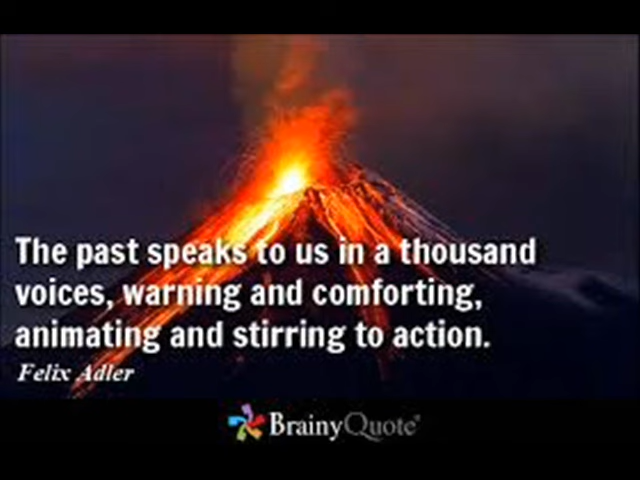 The past speaks to us in a thousand
voices, warning and comforting,
animating and stirring to action.
Felix Adler
BrainyQuote